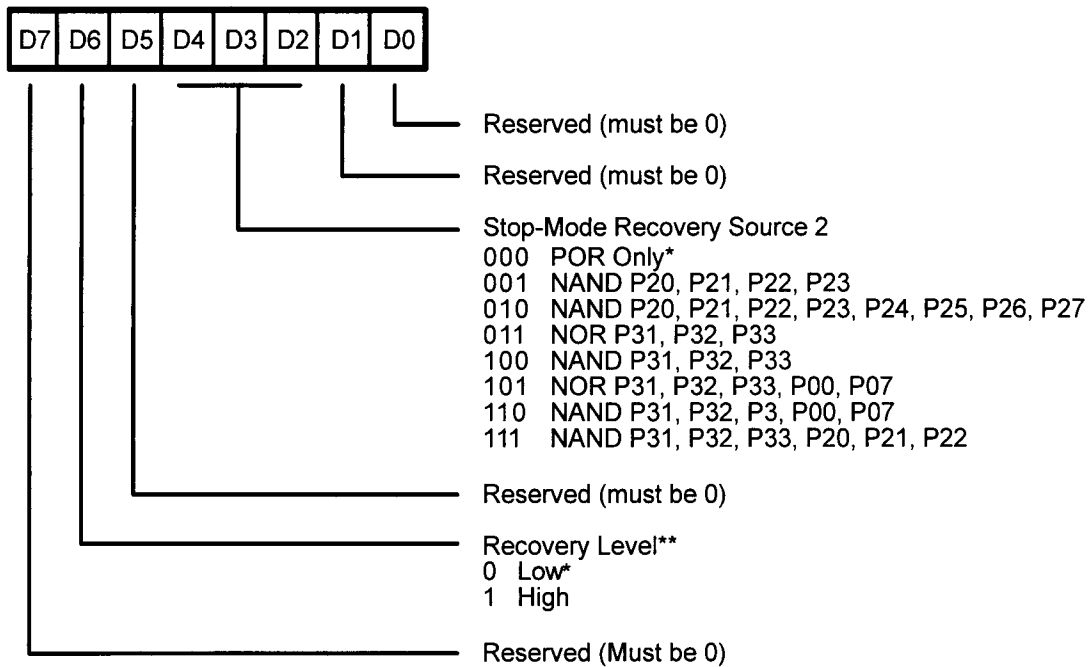 D7 D6 D5 D4 D3 D2 D1 D0
Reserved (must be 0)
Reserved (must be 0)
Stop-Mode Recovery Source 2
000 POR Only*
001 NAND P20, P21, P22, P23
010 NAND P20, P21, P22, P23, P24, P25, P26, P27
011 NOR P31, P32, P33
100 NAND P31, P32, P33
101 NOR P31, P32, P33, P00, P07
110 NAND P31, P32, P3, P00, P07
111 NAND P31, P32, P33, P20, P21, P22
Reserved (must be 0)
Recovery Level**
0 Low*
1 High
Reserved (Must be 0)